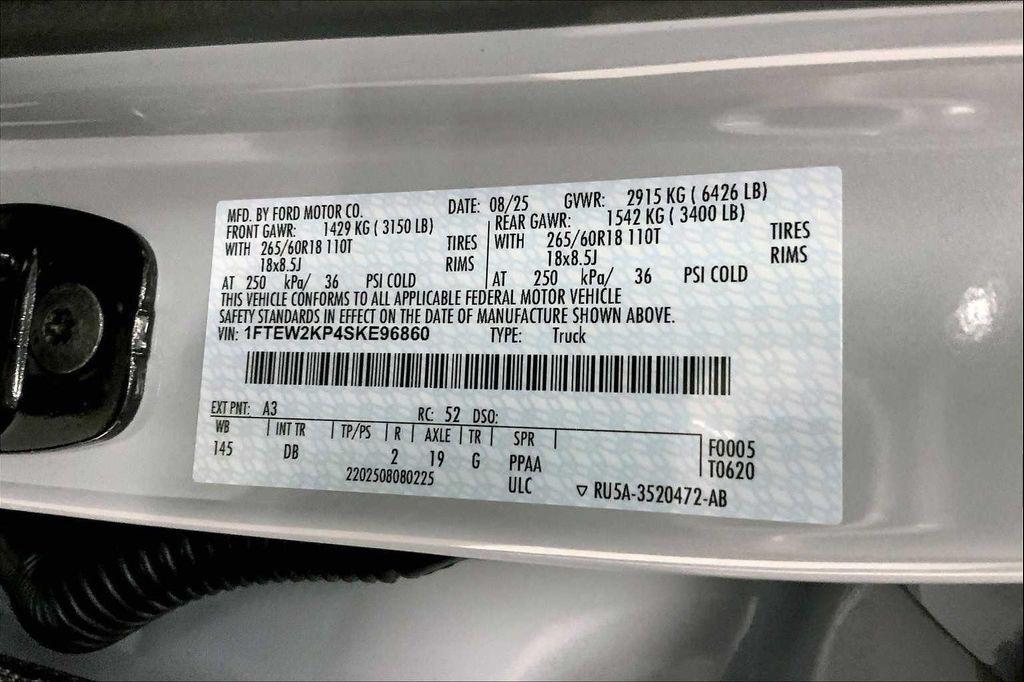 MFD. BY FORD MOTOR CO. DATE: 08/25 GVWR: 2915 KG ( 6426 LB)
FRONT GAWR: 1429 KG ( 3150 LB) REAR GAWR: 1542 KG ( 3400 LB)
WITH 265/60R18 110T TIRES WITH 265/60R18 110T TIRES
18x8.5J RIMS 18x8.5J RIMS
AT 250 kPa/ 36 PSI COLD AT 250 kPa/ 36 PSI COLD
THIS VEHICLE CONFORMS TO ALL APPLICABLE FEDERAL MOTOR VEHICLE
SAFETY STANDARDS IN EFFECT ON THE DATE OF MANUFACTURE SHOWN ABOVE.
VIN: 1FTEW2KP4SKE96860 TYPE: Truck
EXT PNT: A3 RC: 52 DSO:
WB INT TR TP/PS R AXLE TR SPR F0005
145 DB 2 19 G PPAA T0620
2202508080225 ULC ▽ RU5A-3520472-AB